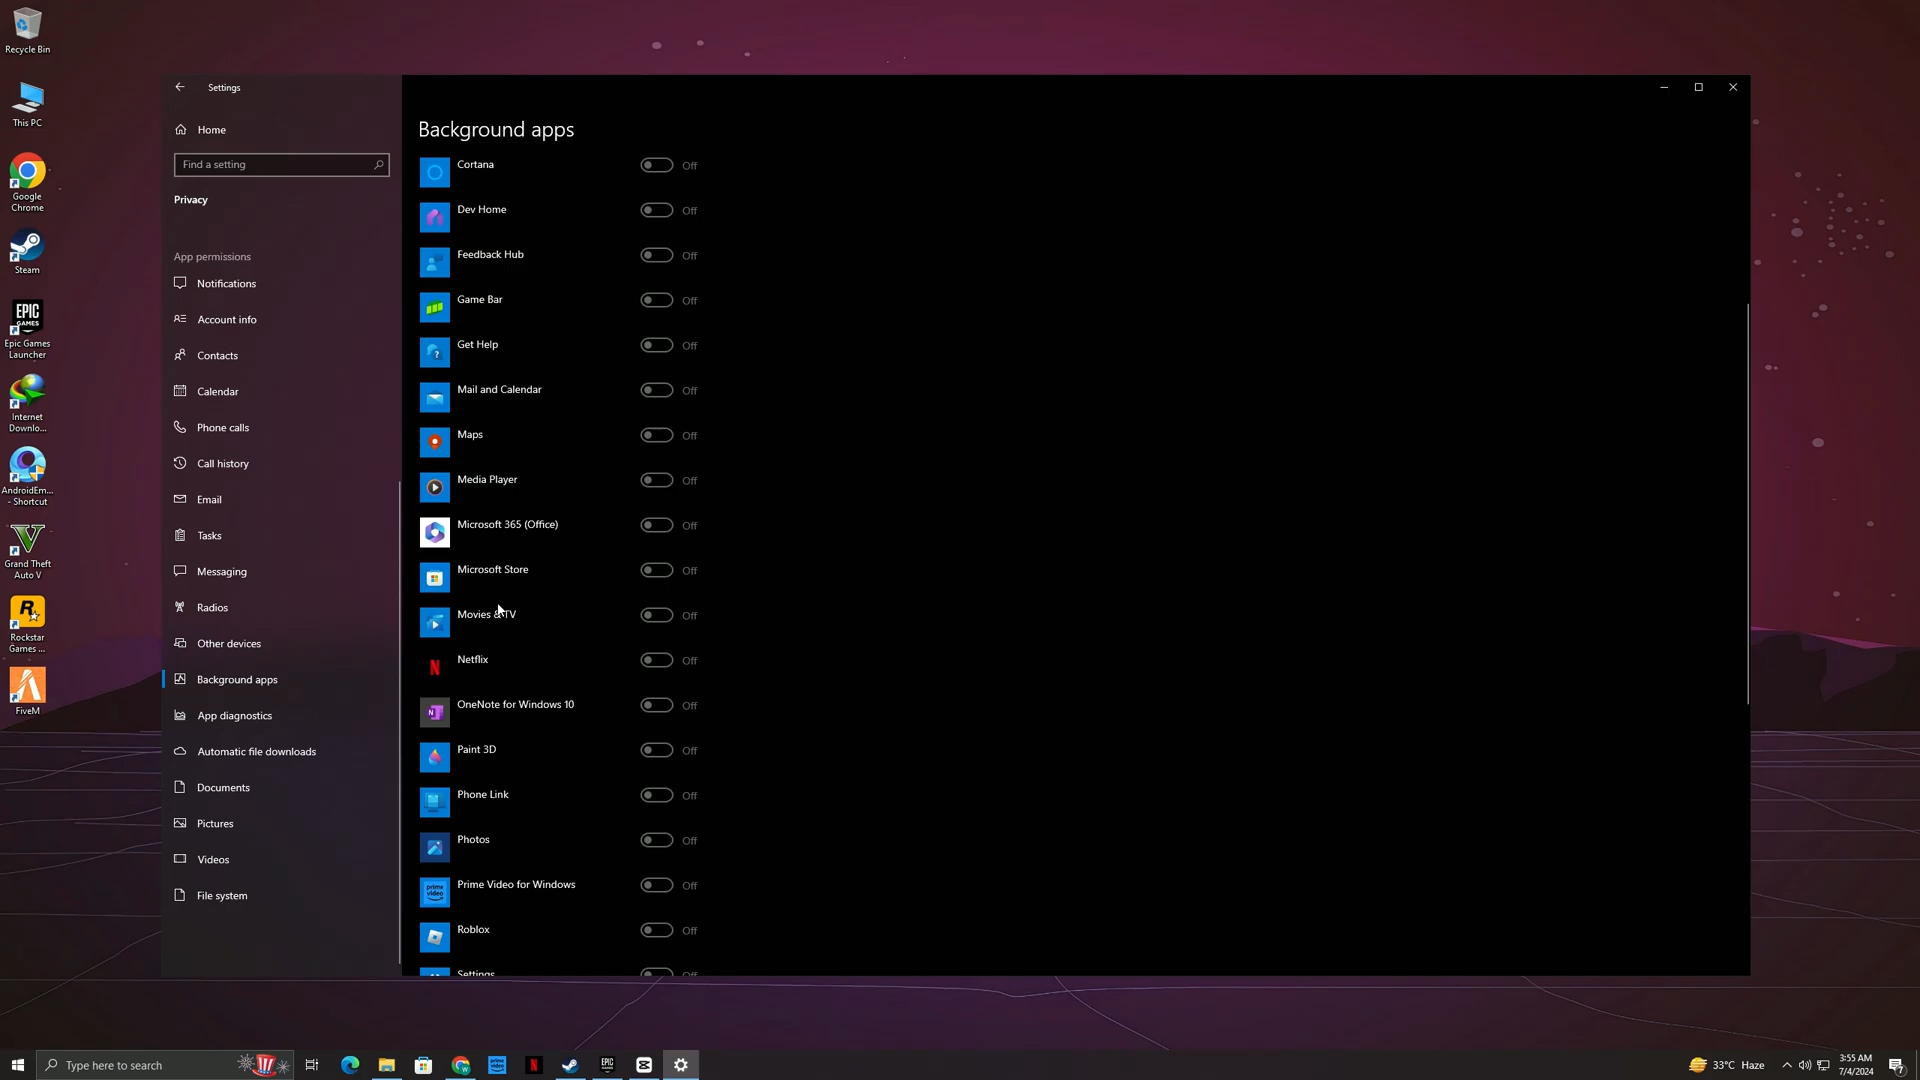 Recycle Bin
This PC
Google
Chrome
Steam
EPIC
GAMES
Epic Games
Launcher
Internet
Downlo...
AndroidEm...
- Shortcut
Grand Theft
Auto V
Rockstar
Games ...
FiveM
Settings
Home
Find a setting
Privacy
App permissions
Notifications
Account info
Contacts
Calendar
Phone calls
Call history
Email
Tasks
Messaging
Radios
Other devices
Background apps
App diagnostics
Automatic file downloads
Documents
Pictures
Videos
File system
Background apps
Cortana Off
Dev Home Off
Feedback Hub Off
Game Bar Off
Get Help Off
Mail and Calendar Off
Maps Off
Media Player Off
Microsoft 365 (Office) Off
Microsoft Store Off
Movies & TV Off
Netflix Off
OneNote for Windows 10 Off
Paint 3D Off
Phone Link Off
Photos Off
prime video
Prime Video for Windows Off
Roblox Off
Settings Off
Type here to search
33°C Haze
3:55 AM
7/4/2024